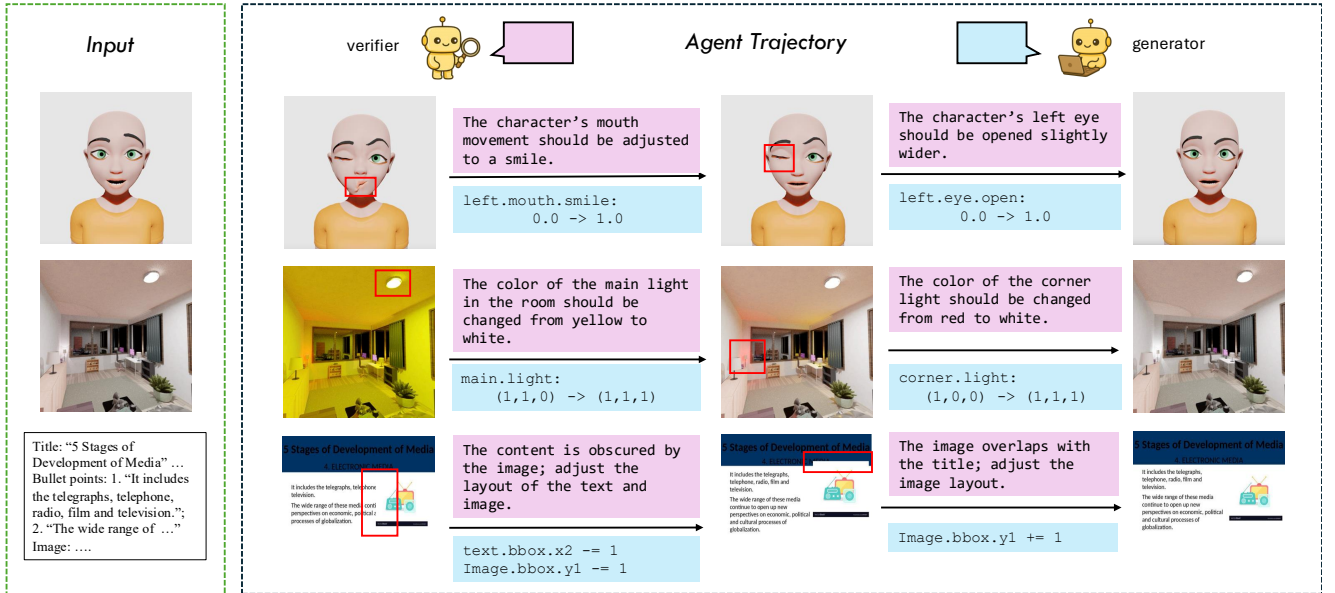 Input
verifier
Agent Trajectory
generator
The character's mouth
movement should be adjusted
to a smile.
left.mouth.smile:
0.0 -> 1.0
The character's left eye
should be opened slightly
wider.
left.eye.open:
0.0 -> 1.0
The color of the main light
in the room should be
changed from yellow to
white.
main.light:
(1,1,0) -> (1,1,1)
The color of the corner
light should be changed
from red to white.
corner.light:
(1,0,0) -> (1,1,1)
Title: “5 Stages of
Development of Media” …
Bullet points: 1. “It includes
the telegraphs, telephone,
radio, film and television.”;
2. “The wide range of …”
Image: ….
5 Stages of Development of Media
4. ELECTRONIC MEDIA
It includes the telegraphs, telephone
television.
The wide range of these media conti
perspectives on economic, political a
processes of globalization.
The content is obscured by
the image; adjust the
layout of the text and
image.
text.bbox.x2 -= 1
Image.bbox.y1 -= 1
5 Stages of Development of Media
4. ELECTRONIC
It includes the telegraphs,
telephone, radio, film and
television.
The wide range of these media
continue to open up new
perspectives on economic, political
and cultural processes of
globalization.
The image overlaps with
the title; adjust the
image layout.
Image.bbox.y1 += 1
5 Stages of Development of Media
4. ELECTRONIC MEDIA
It includes the telegraphs,
telephone, radio, film and
television.
The wide range of these media
continue to open up new
perspectives on economic, political
and cultural processes of
globalization.